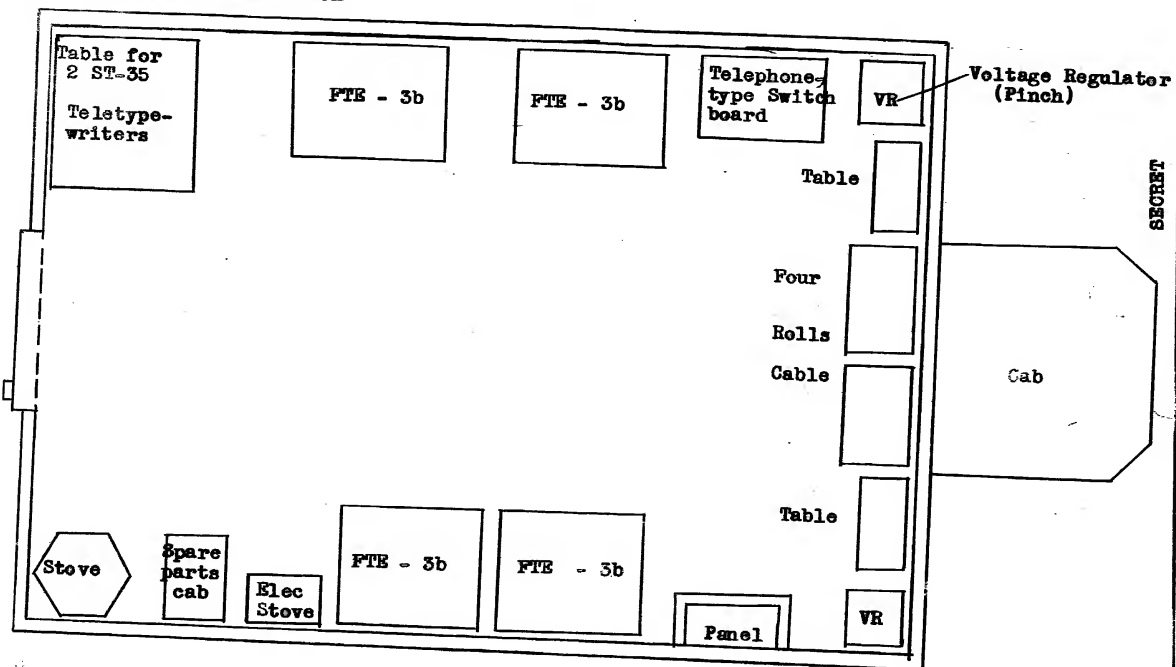 Table for
2 ST-35
Teletype-
writers
FTE - 3b
FTE - 3b
Telephone-
type Switch
board
VR
Voltage Regulator
(Pinch)
SECRET
Table
Four
Rolls
Cable
Cab
Table
Stove
Spare
parts
cab
Elec
Stove
FTE - 3b
FTE - 3b
Panel
VR